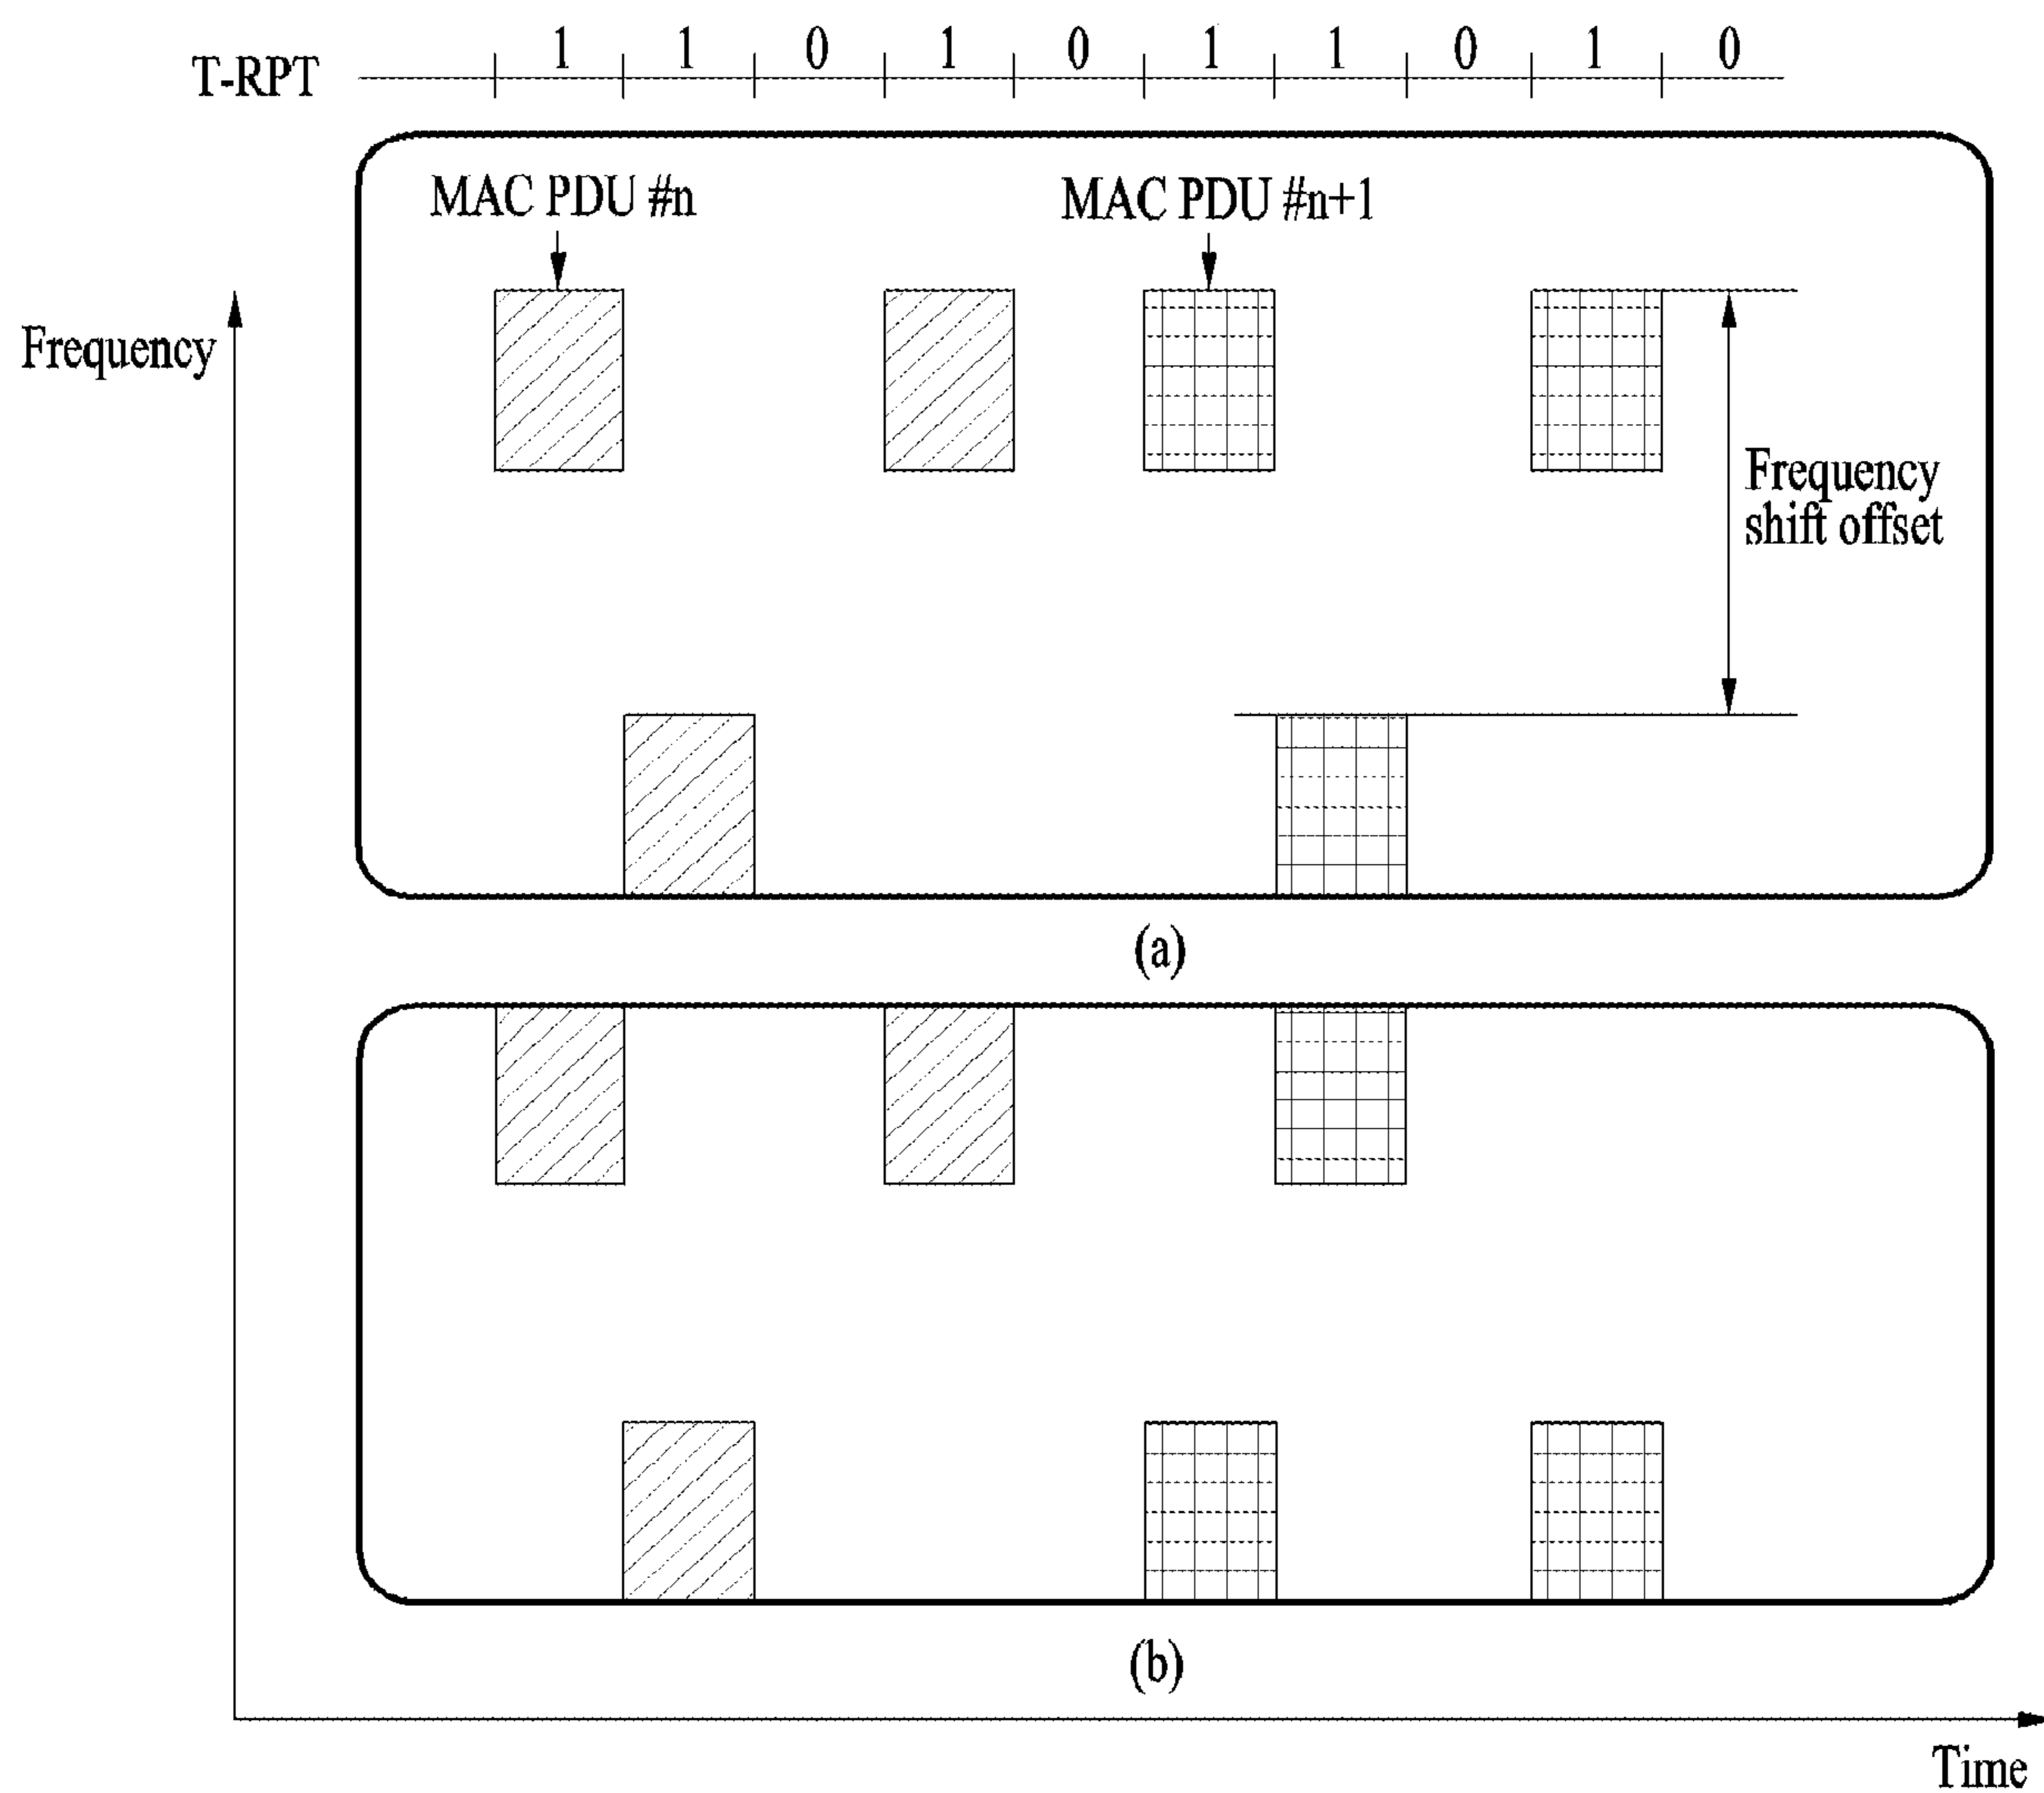 T-RPT 1 1 0 1 0 1 1 0 1 0
MAC PDU #n MAC PDU #n+1
Frequency
Frequency
shift offset
(a)
(b)
Time